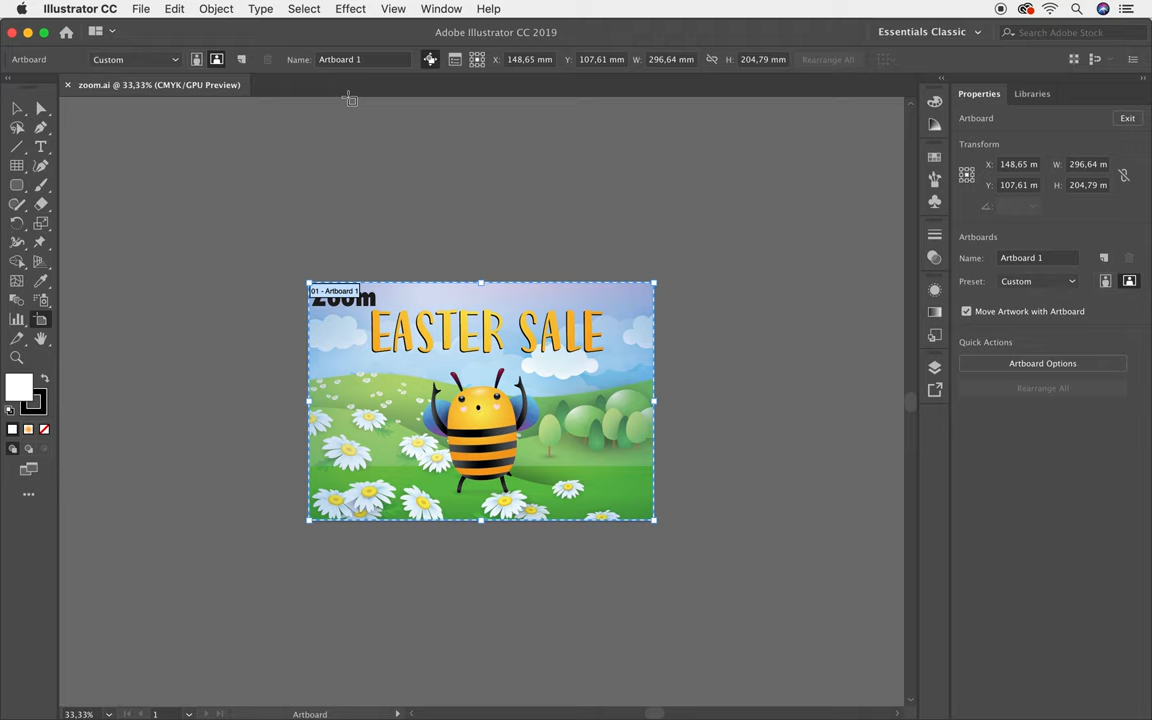 Illustrator CC File Edit Object Type Select Effect View Window Help
Adobe Illustrator CC 2019
Essentials Classic
Search Adobe Stock
Artboard Custom Name: Artboard 1 X: 148,65 mm Y: 107,61 mm W: 296,64 mm H: 204,79 mm Rearrange All
zoom.ai @ 33,33% (CMYK/GPU Preview)
Properties Libraries
Artboard Exit
Transform
X: 148,65 m W: 296,64 m
Y: 107,61 m H: 204,79 m
Artboards
Name: Artboard 1
Preset: Custom
Move Artwork with Artboard
Quick Actions
Artboard Options
Rearrange All
01 - Artboard 1
zoom
EASTER SALE
33,33% 1 Artboard